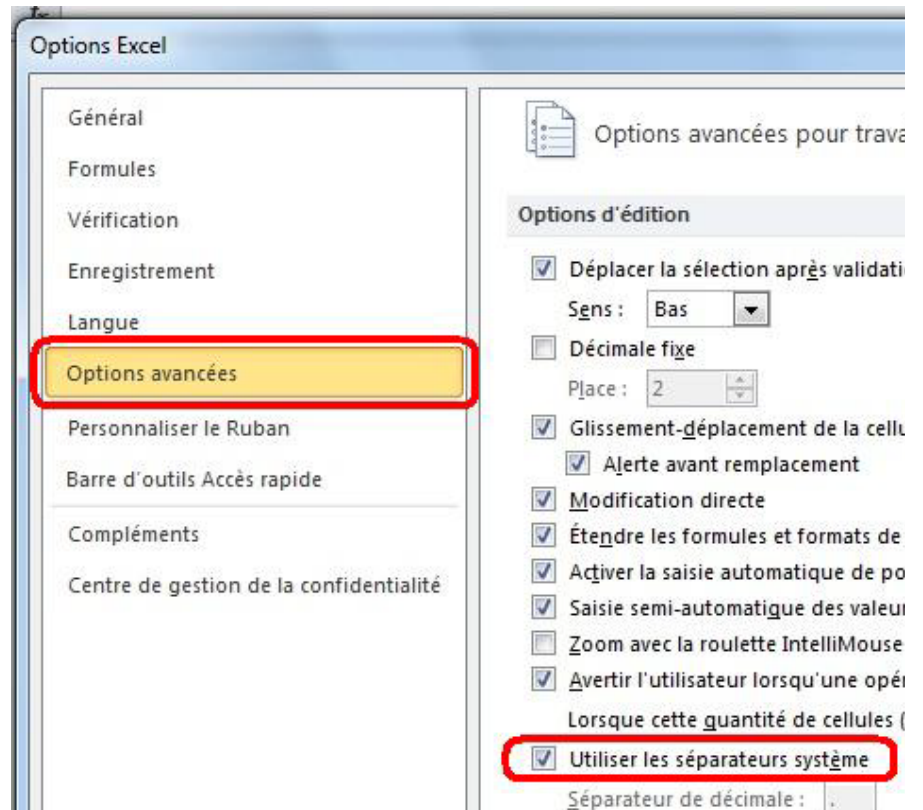 Options Excel
Général
Formules
Vérification
Enregistrement
Langue
Options avancées
Personnaliser le Ruban
Barre d'outils Accès rapide
Compléments
Centre de gestion de la confidentialité
Options avancées pour trava
Options d'édition
Déplacer la sélection après validati
Sens : Bas
Décimale fixe
Place : 2
Glissement-déplacement de la cellu
Alerte avant remplacement
Modification directe
Étendre les formules et formats de
Activer la saisie automatique de po
Saisie semi-automatique des valeur
Zoom avec la roulette IntelliMouse
Avertir l'utilisateur lorsqu'une opér
Lorsque cette quantité de cellules (
Utiliser les séparateurs système
Séparateur de décimale : .